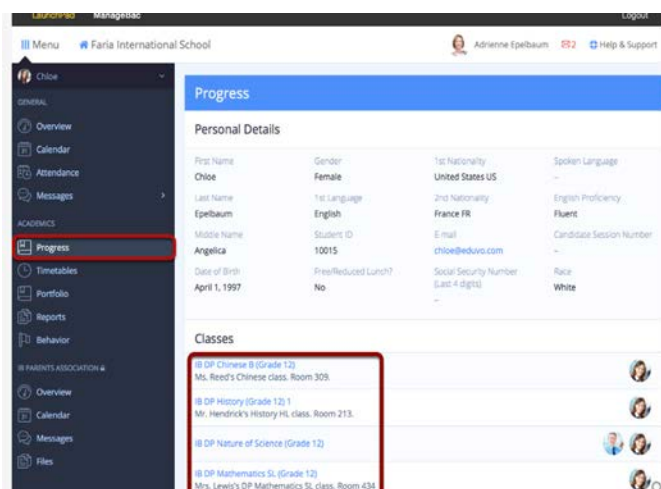 LaunchPad ManageBac Logout
Menu Faria International School Adrienne Epelbaum 2 Help & Support
Chloe
GENERAL
Overview
Calendar
Attendance
Messages
ACADEMICS
Progress
Timetables
Portfolio
Reports
Behavior
IB PARENTS ASSOCIATION
Overview
Calendar
Messages
Files
Progress
Personal Details
First Name Gender 1st Nationality Spoken Language
Chloe Female United States US –
Last Name 1st Language 2nd Nationality English Proficiency
Epelbaum English France FR Fluent
Middle Name Student ID E-mail Candidate Session Number
Angelica 10015 chloe@eduvo.com –
Date of Birth Free/Reduced Lunch? Social Security Number Race
(Last 4 digits)
April 1, 1997 No White
–
Classes
IB DP Chinese B (Grade 12)
Ms. Reed's Chinese class. Room 309.
IB DP History (Grade 12) 1
Mr. Hendrick's History HL class. Room 213.
IB DP Nature of Science (Grade 12)
IB DP Mathematics SL (Grade 12)
Mrs. Lewis's DP Mathematics SL class. Room 434